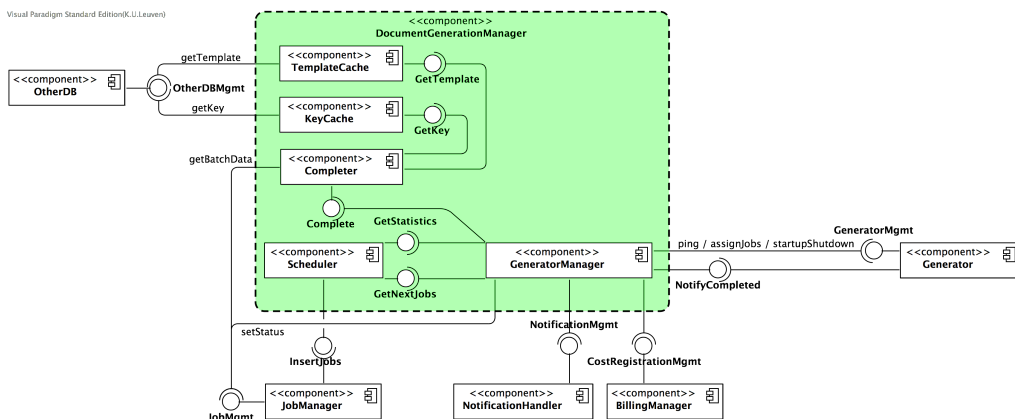 Visual Paradigm Standard Edition(K.U.Leuven)
<<component>>
DocumentGenerationManager
<<component>>
TemplateCache
getTemplate
GetTemplate
<<component>>
OtherDB
OtherDBMgmt
getKey
<<component>>
KeyCache
GetKey
getBatchData
<<component>>
Completer
Complete
GetStatistics
<<component>>
Scheduler
<<component>>
GeneratorManager
GetNextJobs
ping / assignJobs / startupShutdown
GeneratorMgmt
<<component>>
Generator
NotifyCompleted
setStatus
NotificationMgmt
InsertJobs
CostRegistrationMgmt
<<component>>
JobManager
JobMgmt
<<component>>
NotificationHandler
<<component>>
BillingManager